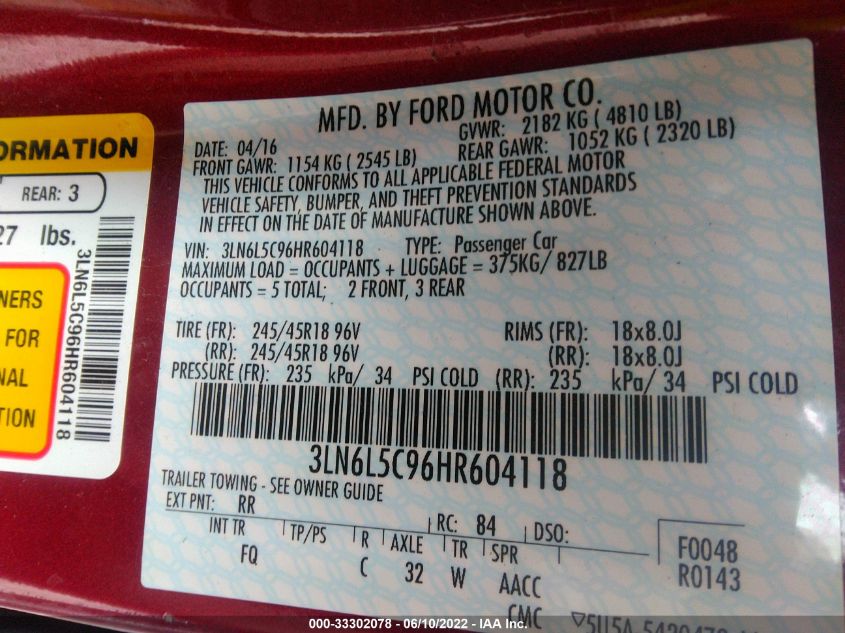 ORMATION
REAR: 3
27 lbs.
3LN6L5C96HR604118
NERS
FOR
NAL
TION
MFD. BY FORD MOTOR CO.
DATE: 04/16 GVWR: 2182 KG ( 4810 LB)
FRONT GAWR: 1154 KG ( 2545 LB) REAR GAWR: 1052 KG ( 2320 LB)
THIS VEHICLE CONFORMS TO ALL APPLICABLE FEDERAL MOTOR
VEHICLE SAFETY, BUMPER, AND THEFT PREVENTION STANDARDS
IN EFFECT ON THE DATE OF MANUFACTURE SHOWN ABOVE.
VIN: 3LN6L5C96HR604118 TYPE: Passenger Car
MAXIMUM LOAD = OCCUPANTS + LUGGAGE = 375KG/ 827LB
OCCUPANTS = 5 TOTAL; 2 FRONT, 3 REAR
TIRE (FR): 245/45R18 96V RIMS (FR): 18x8.0J
(RR): 245/45R18 96V (RR): 18x8.0J
PRESSURE (FR): 235 kPa/ 34 PSI COLD (RR): 235 kPa/ 34 PSI COLD
3LN6L5C96HR604118
TRAILER TOWING - SEE OWNER GUIDE
EXT PNT: RR RC: 84 DSO:
INT TR TP/PS R AXLE TR SPR F0048
FQ C 32 W AACC R0143
CMC
000-33302078 - 06/10/2022 - IAA Inc.